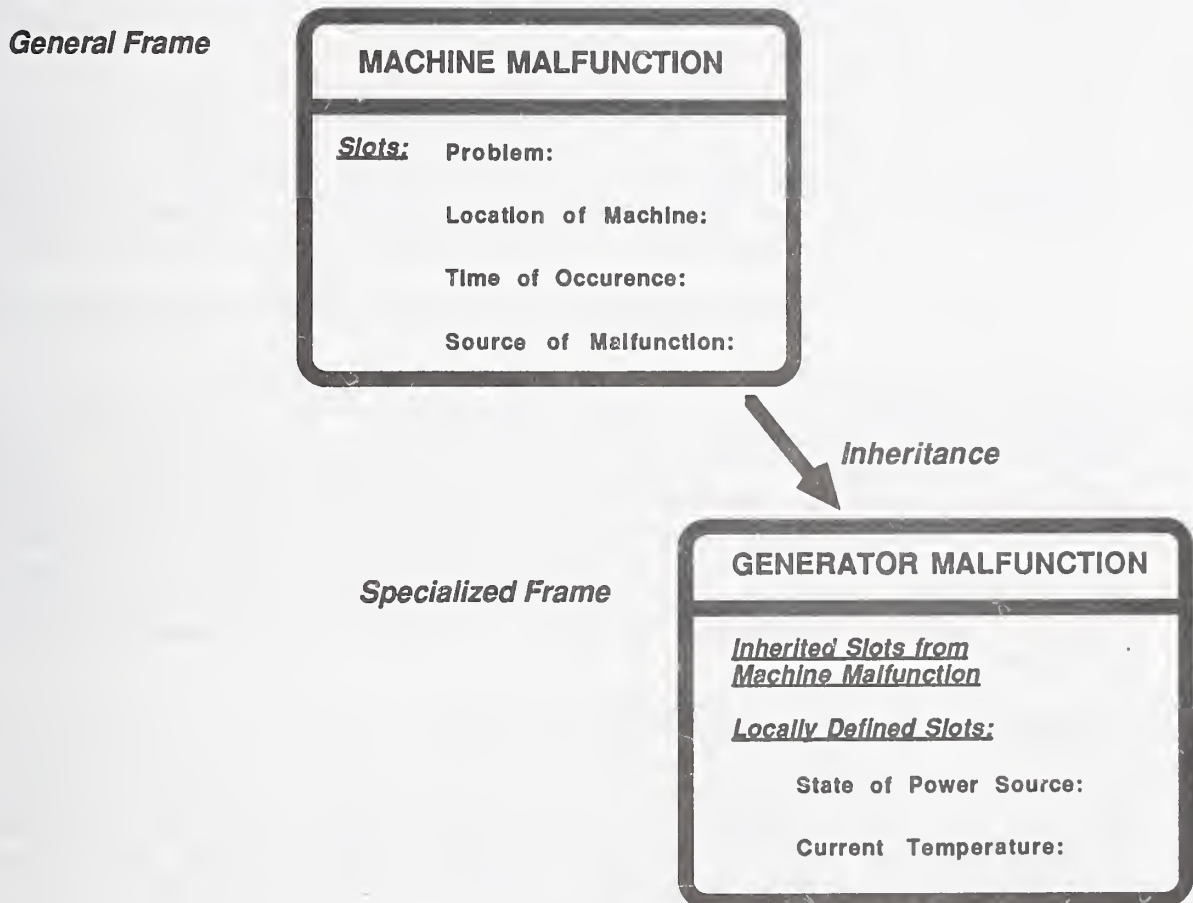 General Frame
MACHINE MALFUNCTION
Slots: Problem:
Location of Machine:
Time of Occurence:
Source of Malfunction:
Inheritance
Specialized Frame
GENERATOR MALFUNCTION
Inherited Slots from
Machine Malfunction
Locally Defined Slots:
State of Power Source:
Current Temperature: